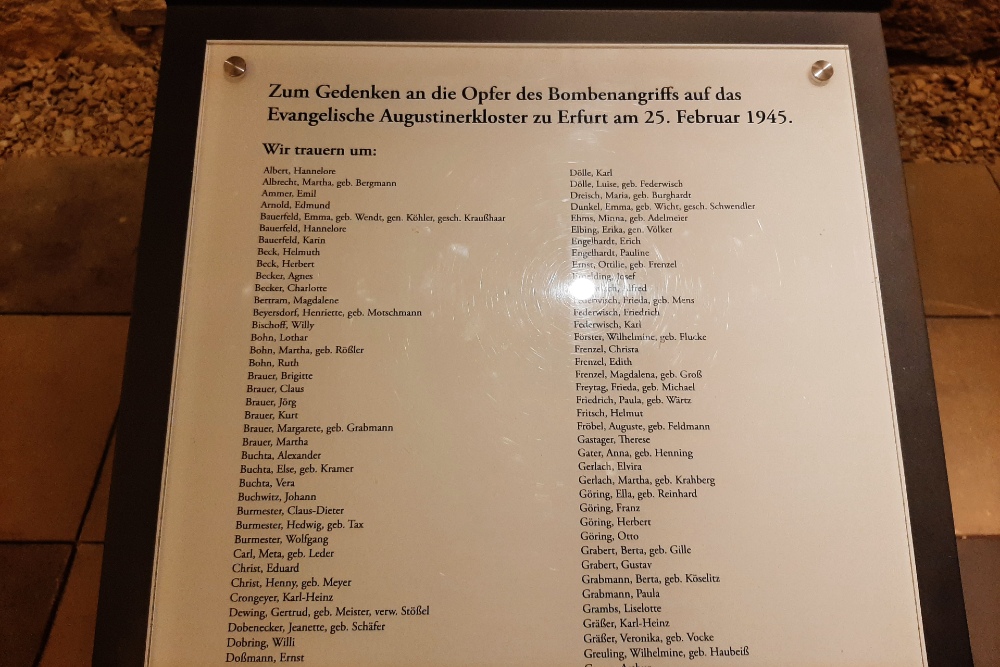 Zum Gedenken an die Opfer des Bombenangriffs auf das
Evangelische Augustinerkloster zu Erfurt am 25. Februar 1945.
Wir trauern um:
Albert, Hannelore
Albrecht, Martha, geb. Bergmann
Ammer, Emil
Arnold, Edmund
Bauerfeld, Emma, geb. Wendt, gen. Köhler, gesch. Kraußhaar
Bauerfeld, Hannelore
Bauerfeld, Karin
Beck, Helmuth
Beck, Herbert
Becker, Agnes
Becker, Charlotte
Bertram, Magdalene
Beyersdorf, Henriette, geb. Motschmann
Bischoff, Willy
Bohn, Lothar
Bohn, Martha, geb. Rößler
Bohn, Ruth
Brauer, Brigitte
Brauer, Claus
Brauer, Jörg
Brauer, Kurt
Brauer, Margarete, geb. Grabmann
Brauer, Martha
Buchta, Alexander
Buchta, Else, geb. Kramer
Buchta, Vera
Buchwitz, Johann
Burmester, Claus-Dieter
Burmester, Hedwig, geb. Tax
Burmester, Wolfgang
Carl, Meta, geb. Leder
Christ, Eduard
Christ, Henny, geb. Meyer
Crongeyer, Karl-Heinz
Dewing, Gertrud, geb. Meister, verw. Stößel
Dobenecker, Jeanette, geb. Schäfer
Dobring, Willi
Doßmann, Ernst
Dölle, Karl
Dölle, Luise, geb. Federwisch
Dreisch, Maria, geb. Burghardt
Dunkel, Emma, geb. Wicht, gesch. Schwendler
Ehms, Minna, geb. Adelmeier
Elbing, Erika, gen. Völker
Engelhardt, Erich
Engelhardt, Pauline
Ernst, Ottilie, geb. Frenzel
Josef
Alfred
Federwisch, Frieda, geb. Mens
Federwisch, Friedrich
Federwisch, Karl
Förster, Wilhelmine, geb. Flucke
Frenzel, Christa
Frenzel, Edith
Frenzel, Magdalena, geb. Groß
Freytag, Frieda, geb. Michael
Friedrich, Paula, geb. Wärtz
Fritsch, Helmut
Fröbel, Auguste, geb. Feldmann
Gastager, Therese
Gater, Anna, geb. Henning
Gerlach, Elvira
Gerlach, Martha, geb. Krahberg
Göring, Ella, geb. Reinhard
Göring, Franz
Göring, Herbert
Göring, Otto
Grabert, Berta, geb. Gille
Grabert, Gustav
Grabmann, Berta, geb. Köselitz
Grabmann, Paula
Grambs, Liselotte
Gräßer, Karl-Heinz
Gräßer, Veronika, geb. Vocke
Greuling, Wilhelmine, geb. Haubeiß